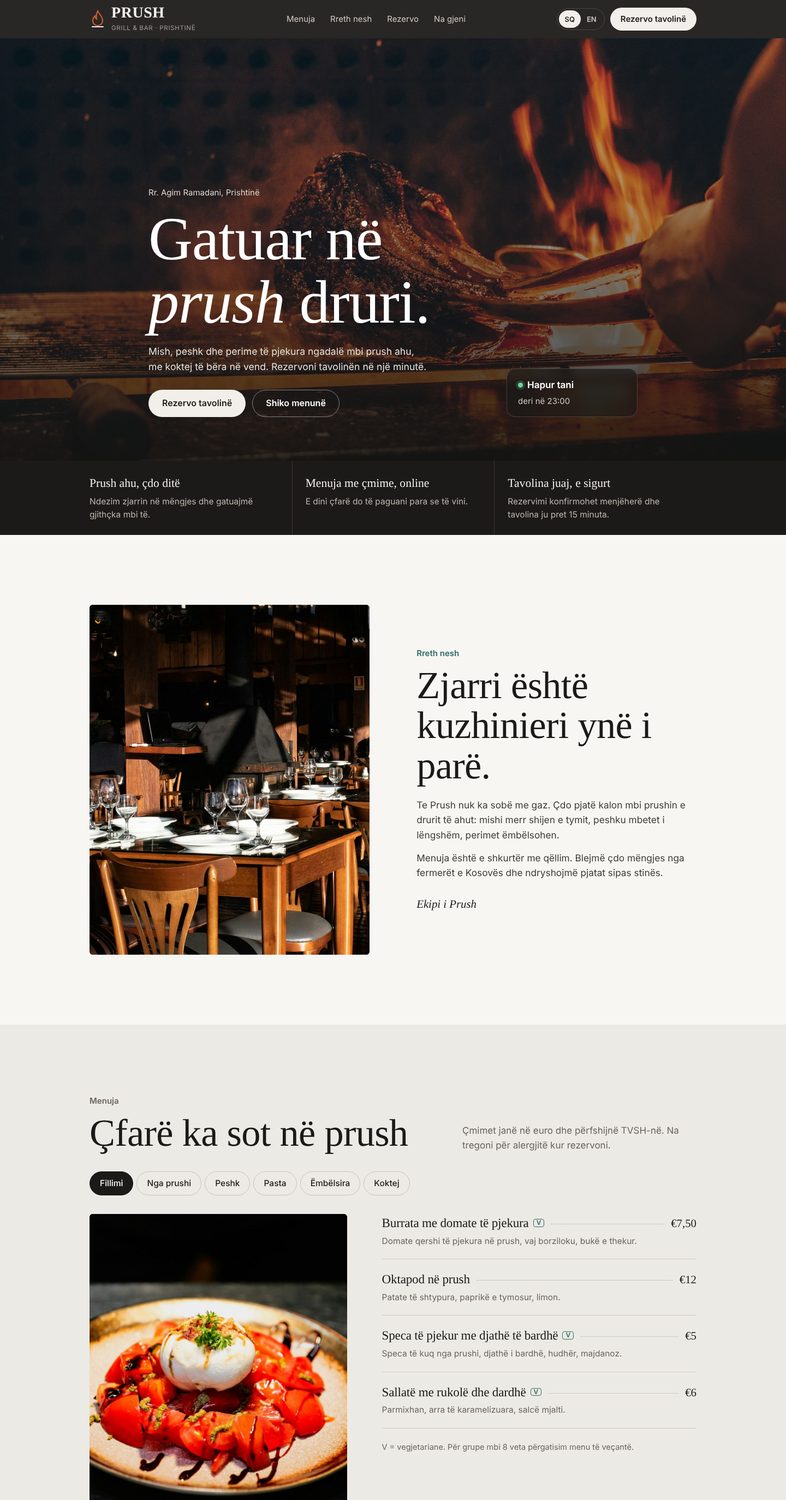 PRUSH
GRILL & BAR · PRISHTINË
Menuja
Rreth nesh
Rezervo
Na gjeni
SQ
EN
Rezervo tavolinë
Rr. Agim Ramadani, Prishtinë
Gatuar në
prush druri.
Mish, peshk dhe perime të pjekura ngadalë mbi prush ahu,
me koktej të bëra në vend. Rezervoni tavolinën në një minutë.
Rezervo tavolinë
Shiko menunë
Hapur tani
deri në 23:00
Prush ahu, çdo ditë
Ndezim zjarrin në mëngjes dhe gatuajmë
gjithçka mbi të.
Menuja me çmime, online
E dini çfarë do të paguani para se të vini.
Tavolina juaj, e sigurt
Rezervimi konfirmohet menjëherë dhe
tavolina ju pret 15 minuta.
Rreth nesh
Zjarri është
kuzhinieri ynë i
parë.
Te Prush nuk ka sobë me gaz. Çdo pjatë kalon mbi prushin e
drurit të ahut: mishi merr shijen e tymit, peshku mbetet i
lëngshëm, perimet ëmbëlsohen.
Menuja është e shkurtër me qëllim. Blejmë çdo mëngjes nga
fermerët e Kosovës dhe ndryshojmë pjatat sipas stinës.
Ekipi i Prush
Menuja
Çfarë ka sot në prush
Çmimet janë në euro dhe përfshijnë TVSH-në. Na
tregoni për alergjitë kur rezervoni.
Fillimi
Nga prushi
Peshk
Pasta
Ëmbëlsira
Koktej
Burrata me domate të pjekura V €7,50
Domate qershi të pjekura në prush, vaj borziloku, bukë e thekur.
Oktapod në prush €12
Patate të shtypura, paprikë e tymosur, limon.
Speca të pjekur me djathë të bardhë V €5
Speca të kuq nga prushi, djathë i bardhë, hudhër, majdanoz.
Sallatë me rukolë dhe dardhë V €6
Parmixhan, arra të karamelizuara, salcë mjalti.
V = vegjetariane. Për grupe mbi 8 veta përgatisim menu të veçantë.